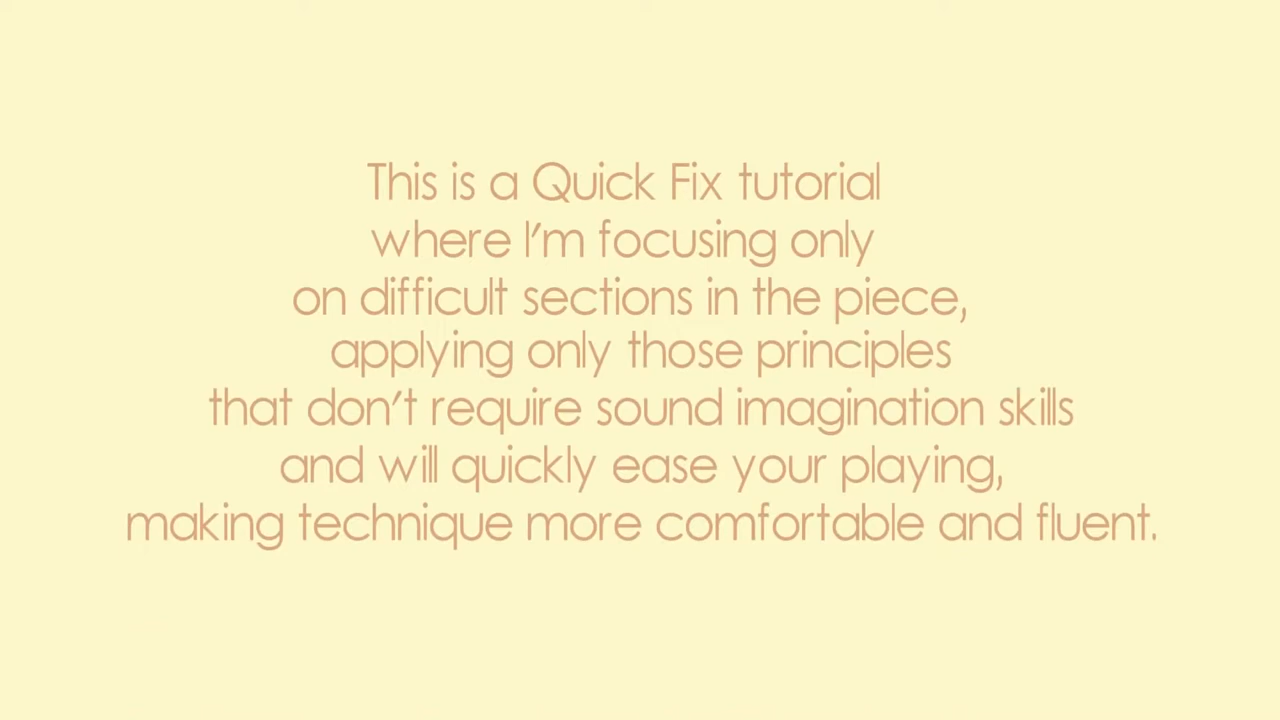 This is a Quick Fix tutorial
where I'm focusing only
on difficult sections in the piece,
applying only those principles
that don't require sound imagination skills
and will quickly ease your playing,
making technique more comfortable and fluent.